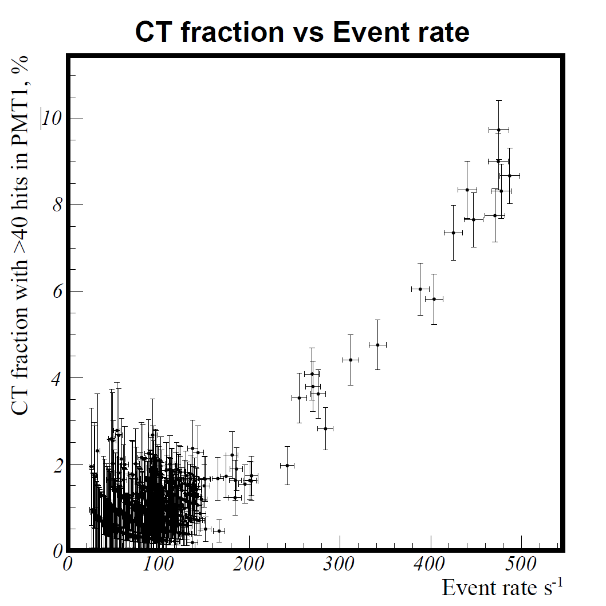 CT fraction vs Event rate
CT fraction with >40 hits in PMT1, %
10
8
6
4
2
0
0 100 200 300 400 500
Event rate s⁻¹